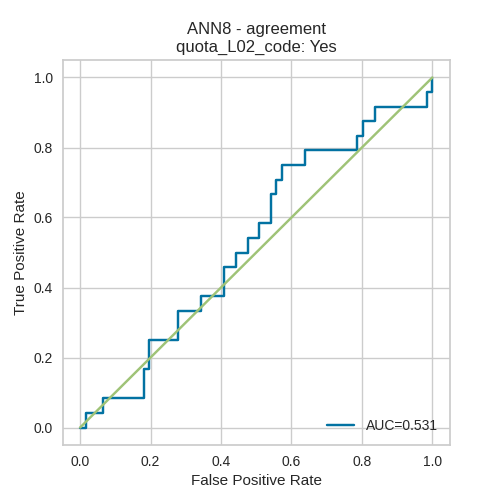 ANN8 - agreement
quota_L02_code: Yes
True Positive Rate
1.0
0.8
0.6
0.4
0.2
0.0
AUC=0.531
0.0 0.2 0.4 0.6 0.8 1.0
False Positive Rate